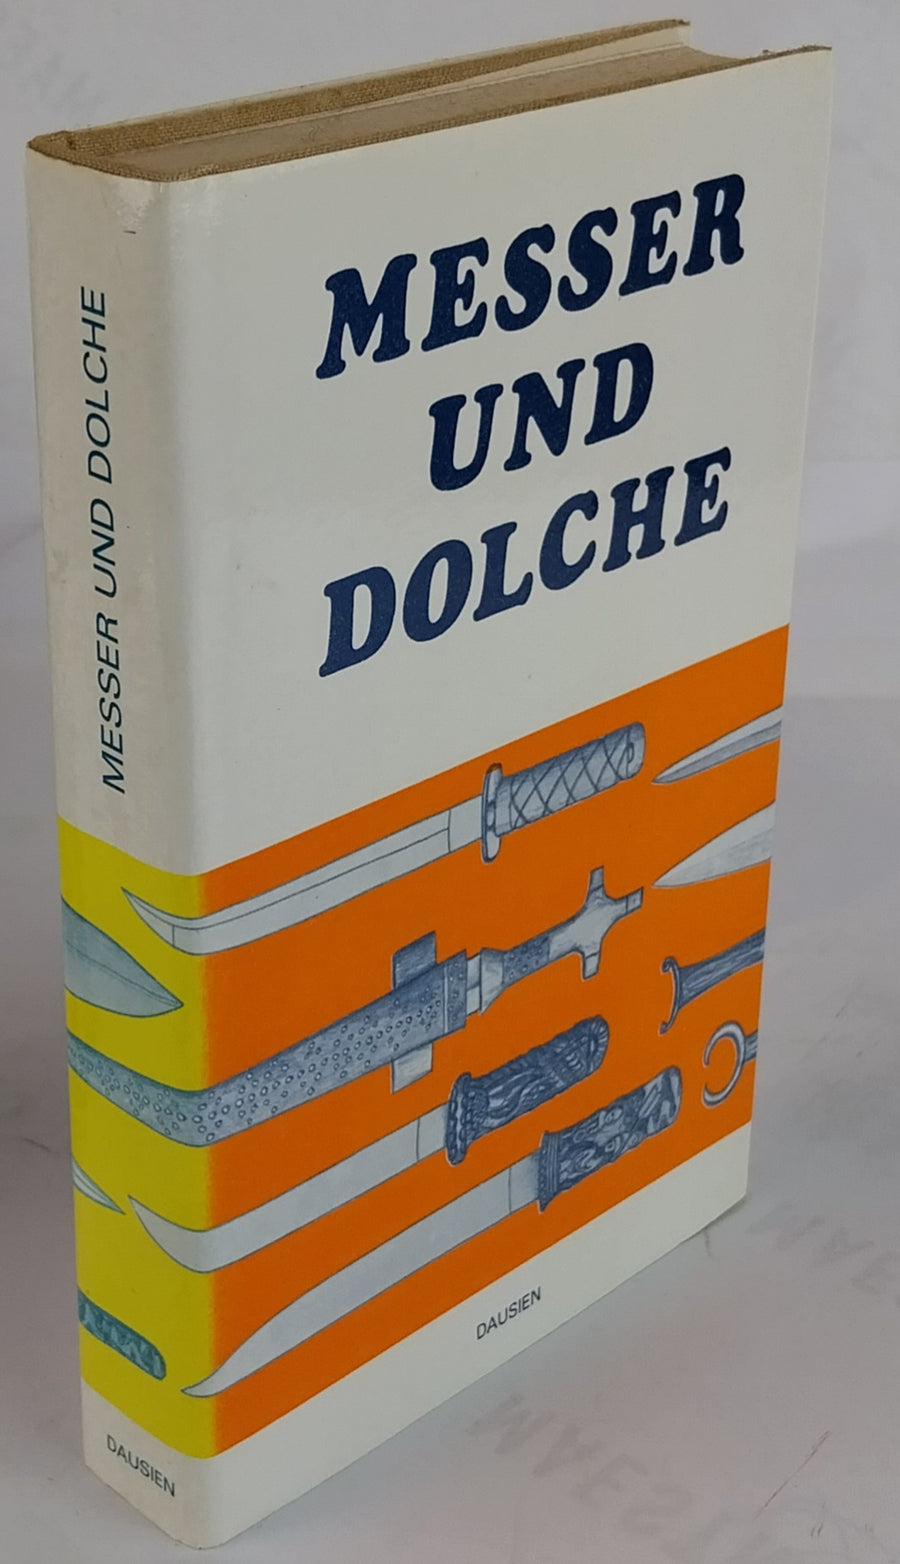 MESSER UND DOLCHE
DAUSIEN
MESSER
UND
DOLCHE
DAUSIEN